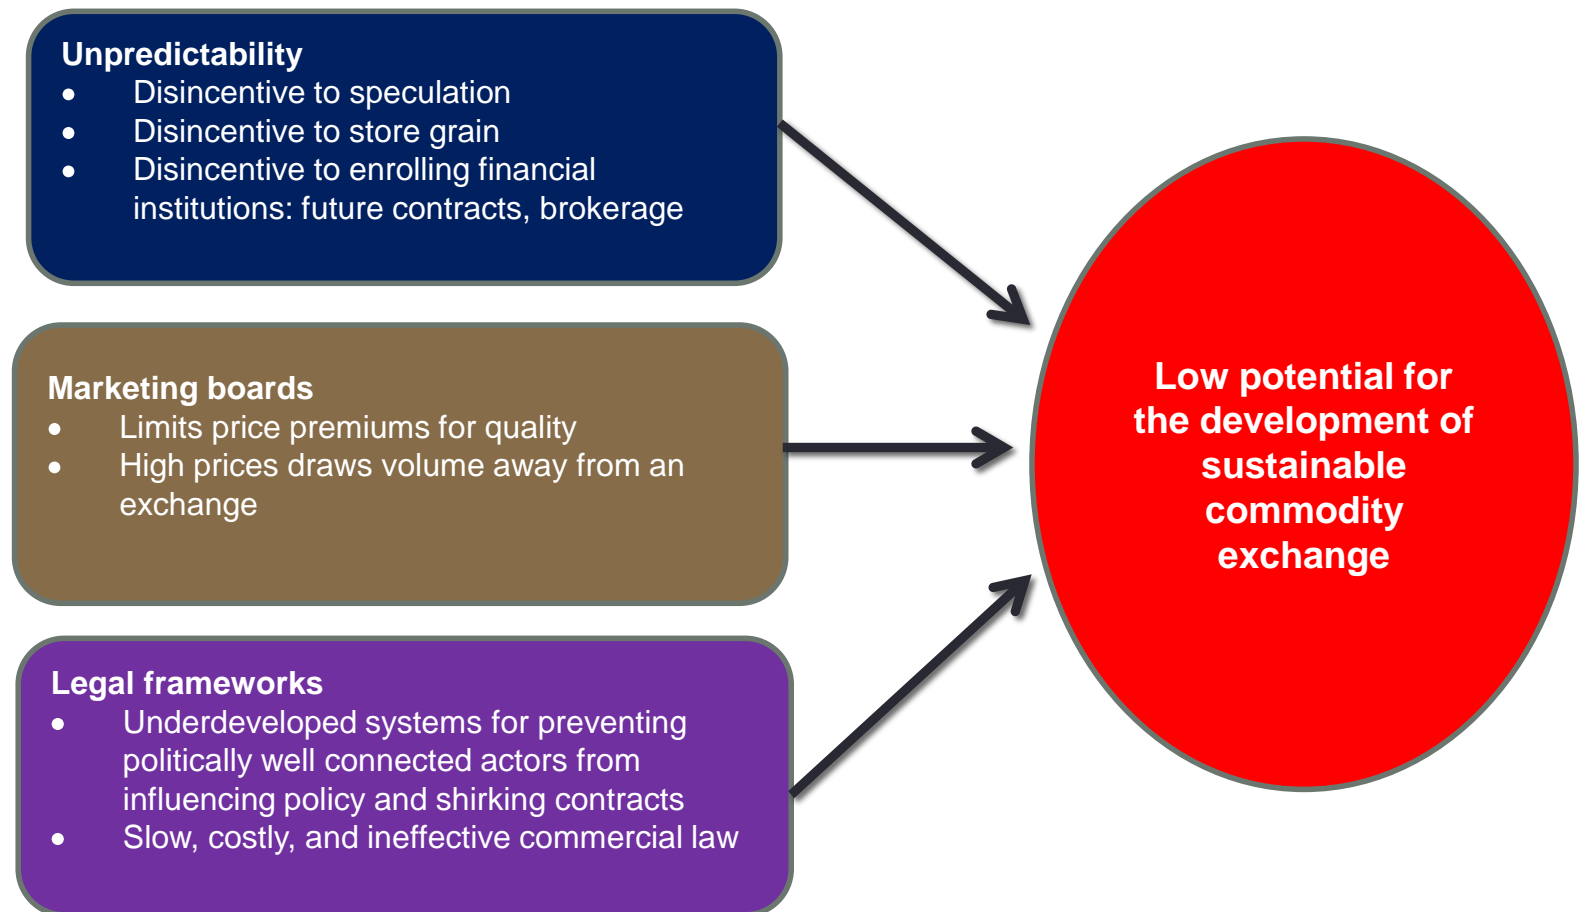 Unpredictability
• Disincentive to speculation
• Disincentive to store grain
• Disincentive to enrolling financial
institutions: future contracts, brokerage
Marketing boards
• Limits price premiums for quality
• High prices draws volume away from an
exchange
Legal frameworks
• Underdeveloped systems for preventing
politically well connected actors from
influencing policy and shirking contracts
• Slow, costly, and ineffective commercial law
Low potential for
the development of
sustainable
commodity
exchange